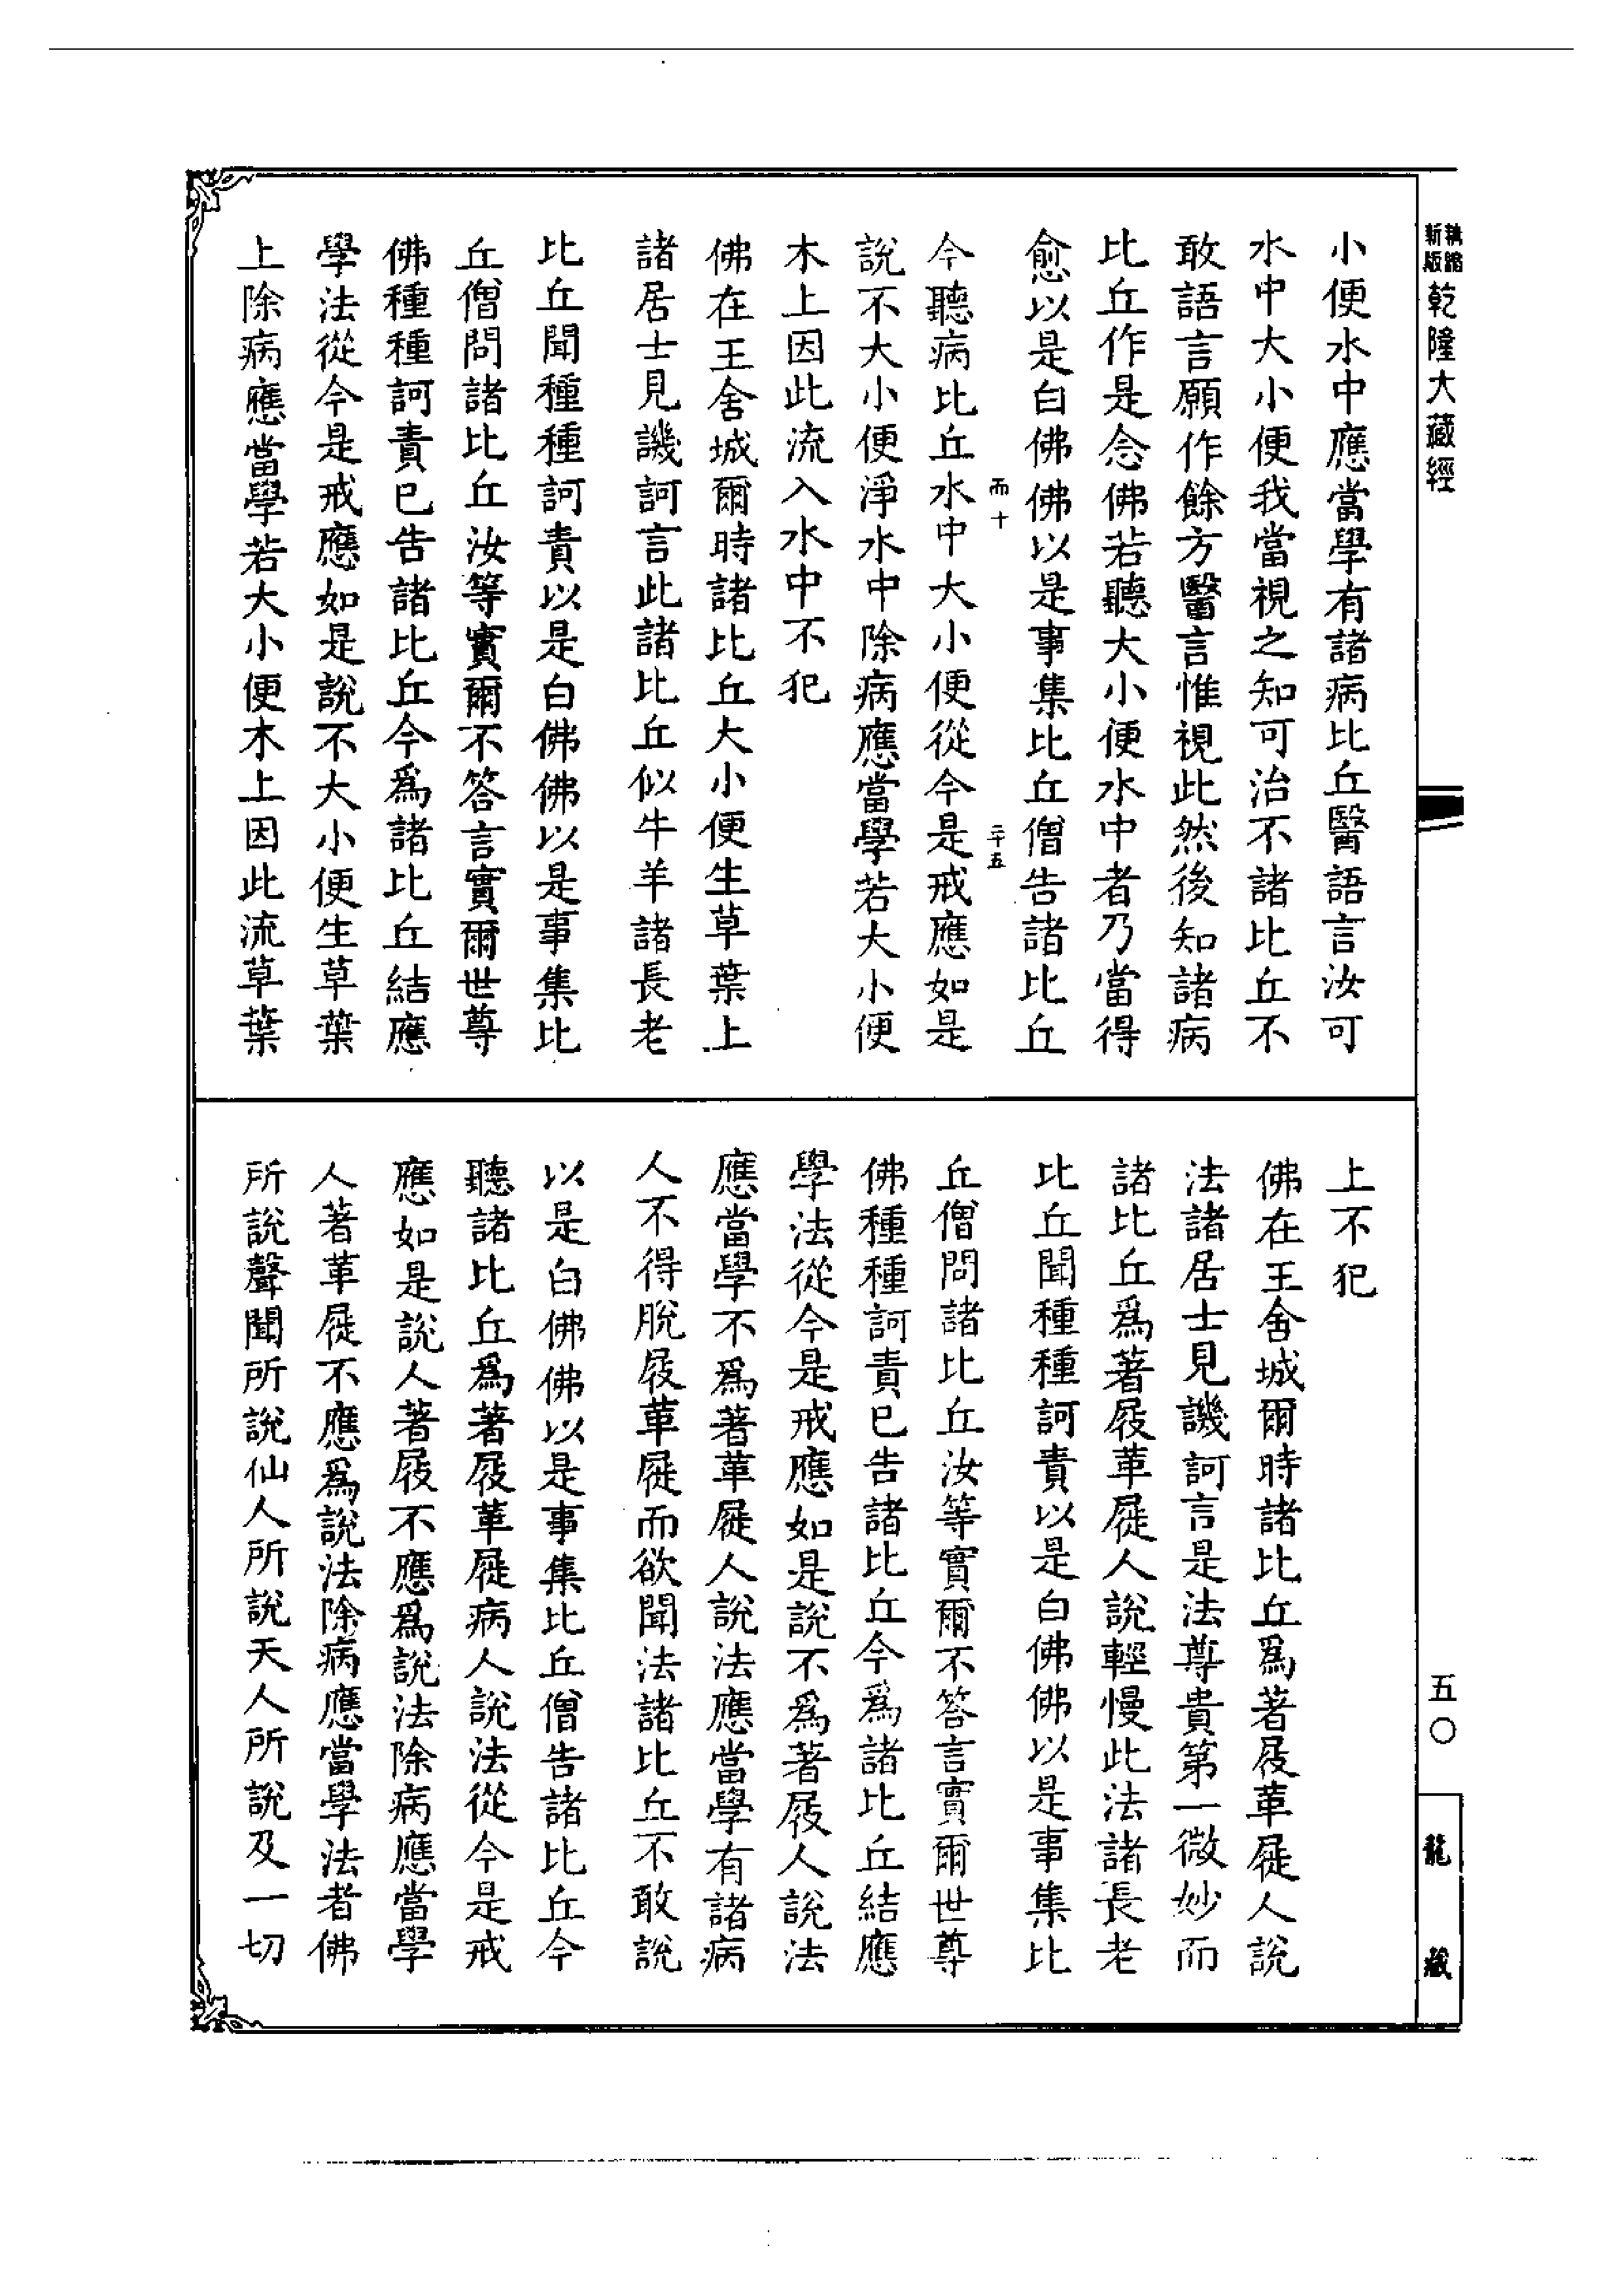 新版
乾隆大藏經
小便水中應當學有諸病比丘醫語言汝可
水中大小便我當視之知可治不諸比丘不
敢語言願作餘方醫言惟視此然後知諸病
比丘作是念佛若聽大小便水中者乃當得
愈以是白佛佛以是事集比丘僧告諸比丘
而十
二十五
今聽病比丘水中大小便從今是戒應如是
說不大小便淨水中除病應當學若大小便
木上因此流入水中不犯
佛在王舍城爾時諸比丘大小便生草葉上
諸居士見譏訶言此諸比丘似牛羊諸長老
比丘聞種種訶責以是白佛佛以是事集比
丘僧問諸比丘汝等實爾不答言實爾世尊
佛種種訶責已告諸比丘今爲諸比丘結應
學法從今是戒應如是說不大小便生草葉
上除病應當學若大小便木上因此流草葉
上不犯
佛在王舍城爾時諸比丘爲著屐革屣人說
法諸居士見譏訶言是法尊貴第一微妙而
諸比丘爲著屐革屣人說輕慢此法諸長老
比丘聞種種訶責以是白佛佛以是事集比
丘僧問諸比丘汝等實爾不答言實爾世尊
佛種種訶責已告諸比丘今爲諸比丘結應
學法從今是戒應如是說不爲著屐人說法
應當學不爲著革屣人說法應當學有諸病
人不得脫屐革屣而欲聞法諸比丘不敢說
以是白佛佛以是事集比丘僧告諸比丘今
聽諸比丘爲著屐革屣病人說法從今是戒
應如是說人著屐不應爲說法除病應當學
人著革屣不應爲說法除病應當學法者佛
所說聲聞所說仙人所說天人所說及一切
五〇
龍藏